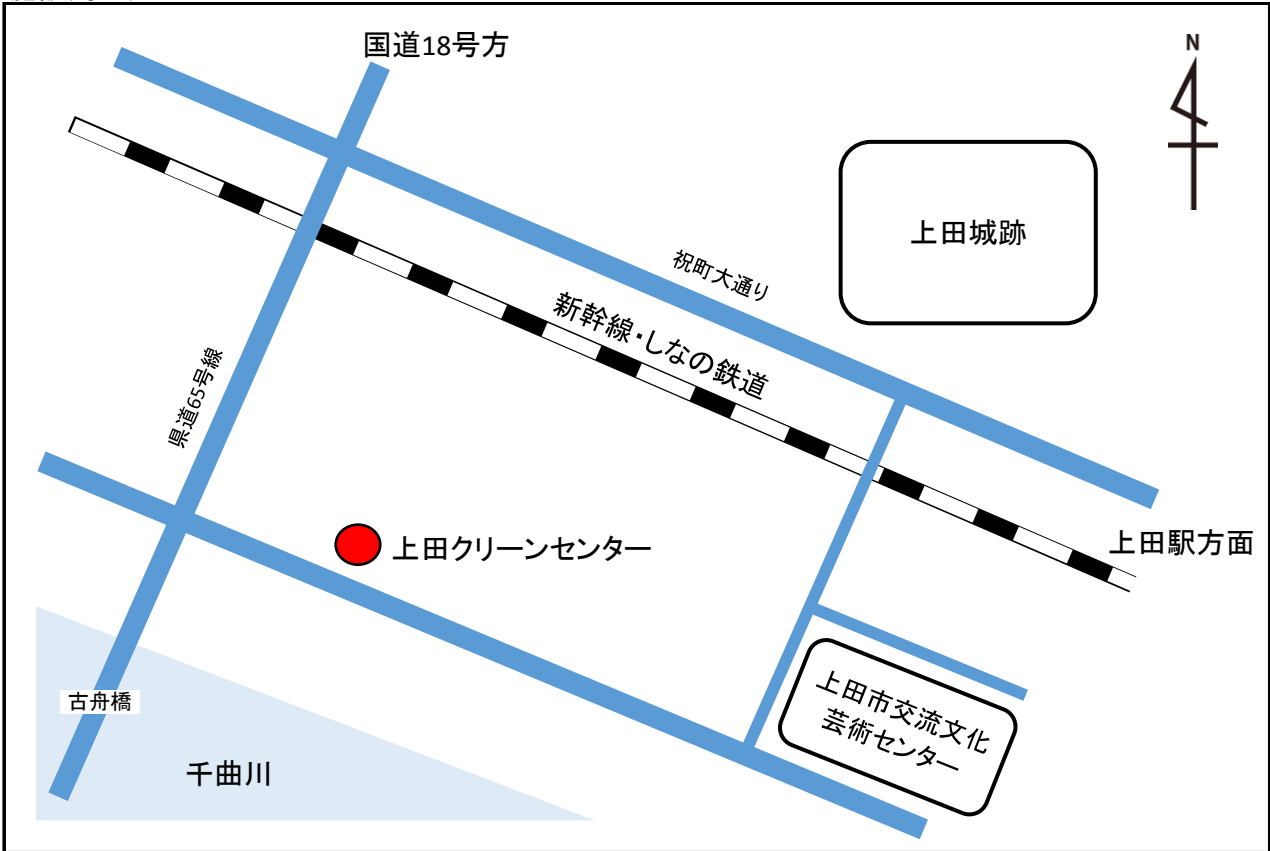 国道18号方
N
上田城跡
祝町大通り
新幹線・しなの鉄道
県道65号線
上田駅方面
上田クリーンセンター
上田市交流文化
芸術センター
古舟橋
千曲川